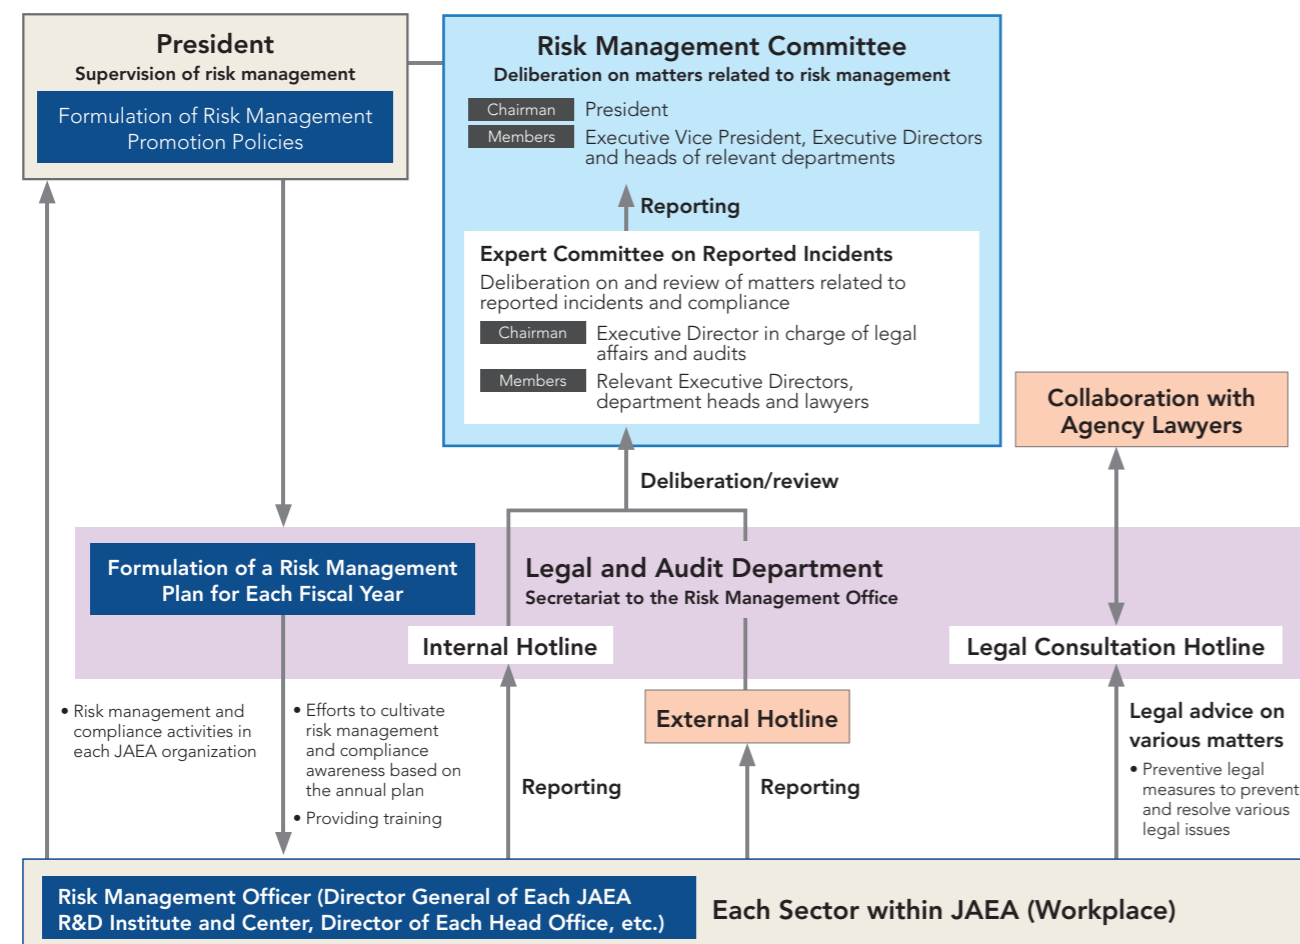 President
Supervision of risk management
Formulation of Risk Management
Promotion Policies
Risk Management Committee
Deliberation on matters related to risk management
Chairman
President
Members
Executive Vice President, Executive Directors
and heads of relevant departments
Reporting
Expert Committee on Reported Incidents
Deliberation on and review of matters related to
reported incidents and compliance
Chairman
Executive Director in charge of legal
affairs and audits
Members
Relevant Executive Directors,
department heads and lawyers
Collaboration with
Agency Lawyers
Deliberation/review
Formulation of a Risk Management
Plan for Each Fiscal Year
Legal and Audit Department
Secretariat to the Risk Management Office
Internal Hotline
Legal Consultation Hotline
External Hotline
• Risk management and
compliance activities in
each JAEA organization
• Efforts to cultivate
risk management
and compliance
awareness based on
the annual plan
• Providing training
Reporting
Reporting
Legal advice on
various matters
• Preventive legal
measures to prevent
and resolve various
legal issues
Risk Management Officer (Director General of Each JAEA
R&D Institute and Center, Director of Each Head Office, etc.)
Each Sector within JAEA (Workplace)